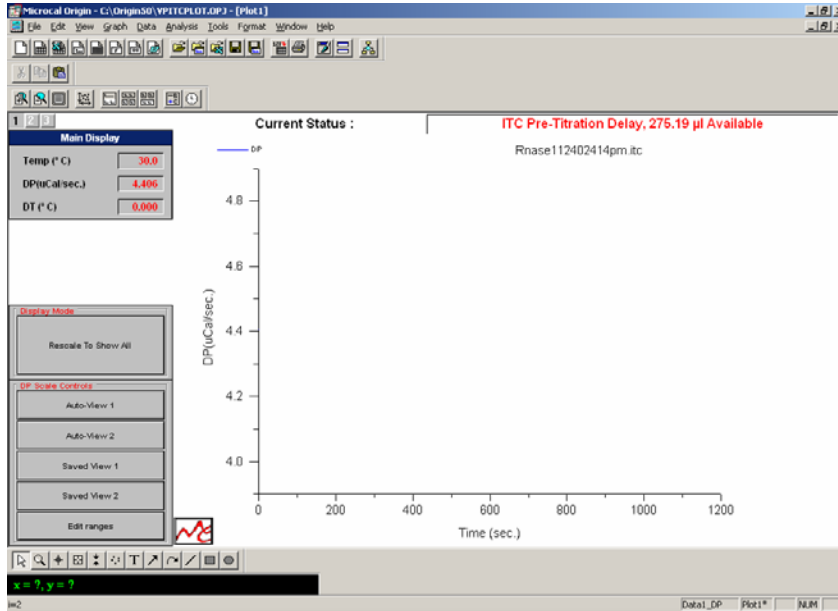 Microcal Origin - C:\Origin50\VPITCPLOT.OPJ - [Plot1]
File Edit View Graph Data Analysis Tools Format Window Help
1 2 3
Main Display
Temp (° C) 30.0
DP(uCal/sec.) 4.406
DT (° C) 0.000
Current Status :
ITC Pre-Titration Delay, 275.19 µl Available
DP
Rnase112402414pm.itc
4.8
4.6
4.4
4.2
4.0
DP(uCal/sec.)
0 200 400 600 800 1000 1200
Time (sec.)
Display Mode
Rescale To Show All
DP Scale Controls
Auto-View 1
Auto-View 2
Saved View 1
Saved View 2
Edit ranges
T
x = ?, y = ?
i=2
Data1_DP Plot1* NUM